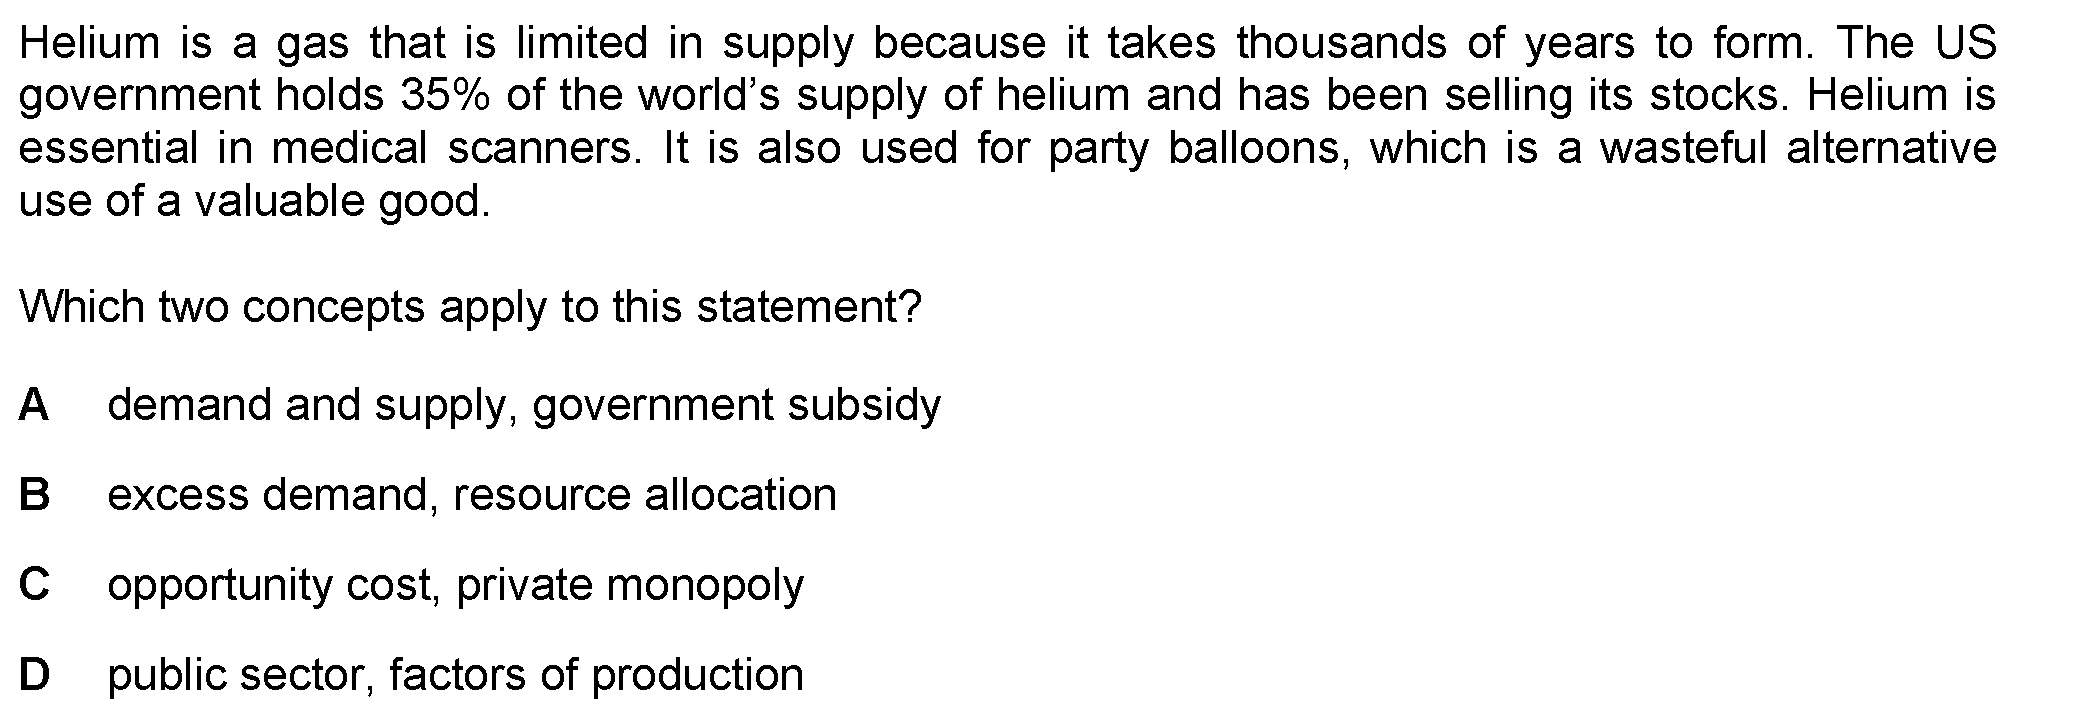 Helium is a gas that is limited in supply because it takes thousands of years to form. The US
government holds 35% of the world's supply of helium and has been selling its stocks. Helium is
essential in medical scanners. It is also used for party balloons, which is a wasteful alternative
use of a valuable good.
Which two concepts apply to this statement?
A demand and supply, government subsidy
B excess demand, resource allocation
C opportunity cost, private monopoly
D public sector, factors of production